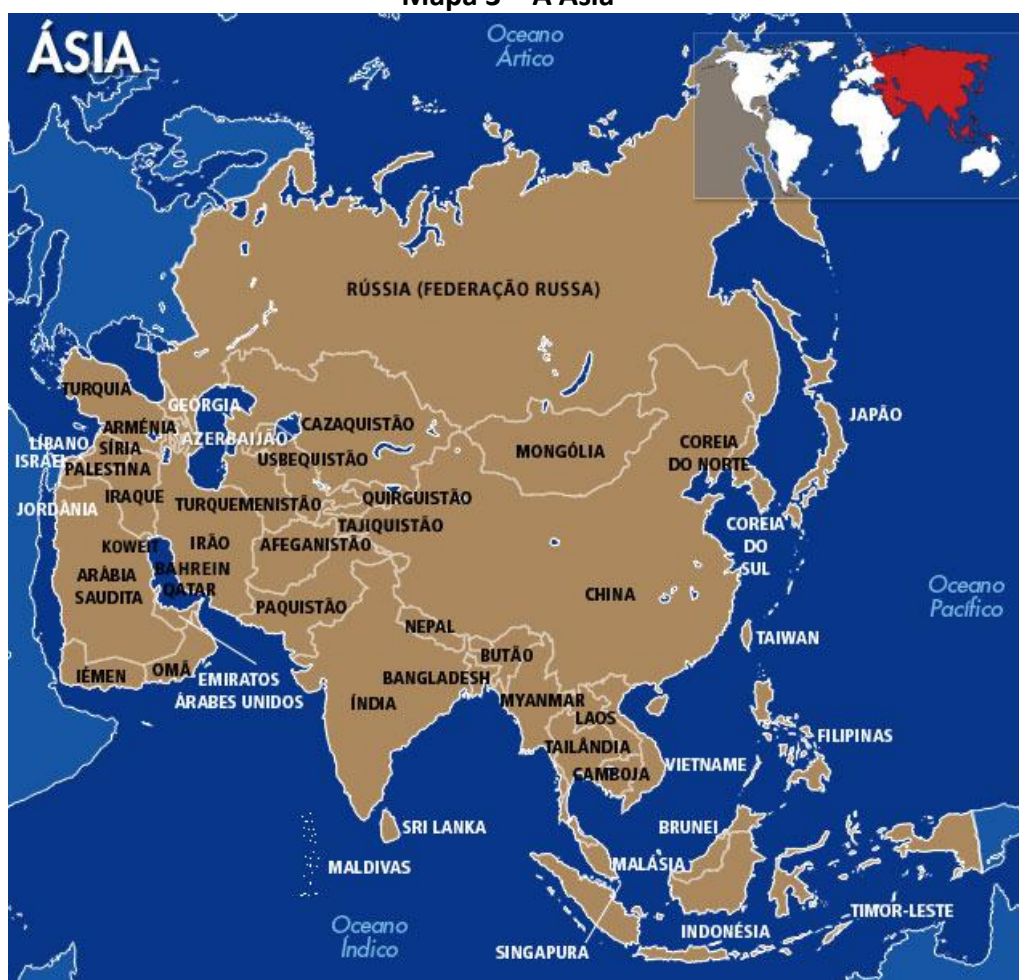 Mapa 3 – A Ásia
ÁSIA
Oceano
Ártico
RÚSSIA (FEDERAÇÃO RUSSA)
TURQUIA
GEÓRGIA
ARMÉNIA
AZERBAIJÃO
LÍBANO
SÍRIA
ISRAEL
PALESTINA
CAZAQUISTÃO
USBEQUISTÃO
MONGÓLIA
COREIA
DO NORTE
JAPÃO
JORDÂNIA
IRAQUE
TURQUEMENISTÃO
QUIRGUISTÃO
TAJIQUISTÃO
COREIA
DO
SUL
KOWEIT
IRÃO
AFEGANISTÃO
BAHREIN
QATAR
ARÁBIA
SAUDITA
PAQUISTÃO
CHINA
Oceano
Pacífico
NEPAL
BUTÃO
TAIWAN
IÉMEN
OMÃ
EMIRATOS
ÁRABES UNIDOS
BANGLADESH
ÍNDIA
MYANMAR
LAOS
TAILÂNDIA
CAMBOJA
VIETNAME
FILIPINAS
SRI LANKA
MALDIVAS
BRUNEI
MALÁSIA
TIMOR-LESTE
INDONÉSIA
SINGAPURA
Oceano
Índico